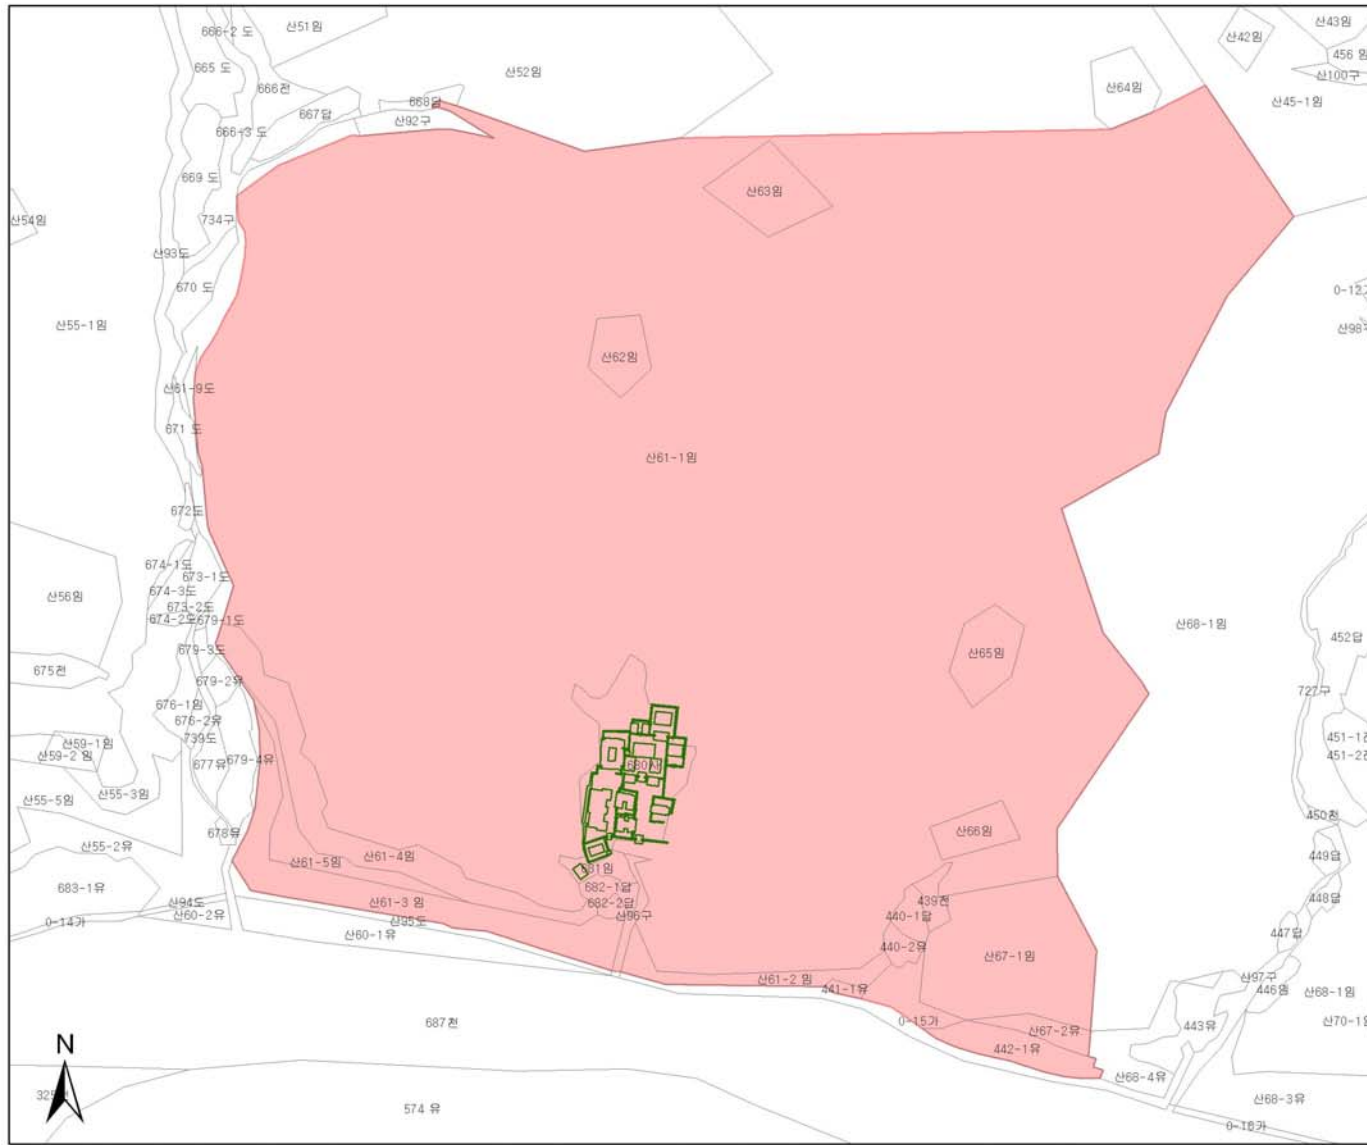 666-2 도
산51임
산43임
산42임
456 임
665 도
산52임
산100구
666전
산64임
산45-1임
668답
667답
산92구
666-3 도
669 도
산63임
734구
산54임
산93도
670 도
산55-1임
산62임
산61-9도
671 도
산61-1임
672도
674-1도
673-1도
674-3도
산56임
673-2도
674-2도
679-1도
산68-1임
452답
679-3도
산65임
675전
679-2유
727구
676-1임
676-2유
739도
산59-1임
산59-2 임
679-4유
677유
680사
산55-5임
산55-3임
450전
678유
산66임
산55-2유
산61-4임
산61-5임
449답
683-1유
682-1답
448답
산94도
산61-3 임
682-2답
439전
산60-2유
산95도
산96구
440-1답
0-14가
산60-1유
447답
440-2유
산67-1임
산61-2 임
441-1유
산97구
446임
산68-1임
687천
0-15가
산67-2유
443유
442-1유
N
산68-4유
574 유
산68-3유
0-16가